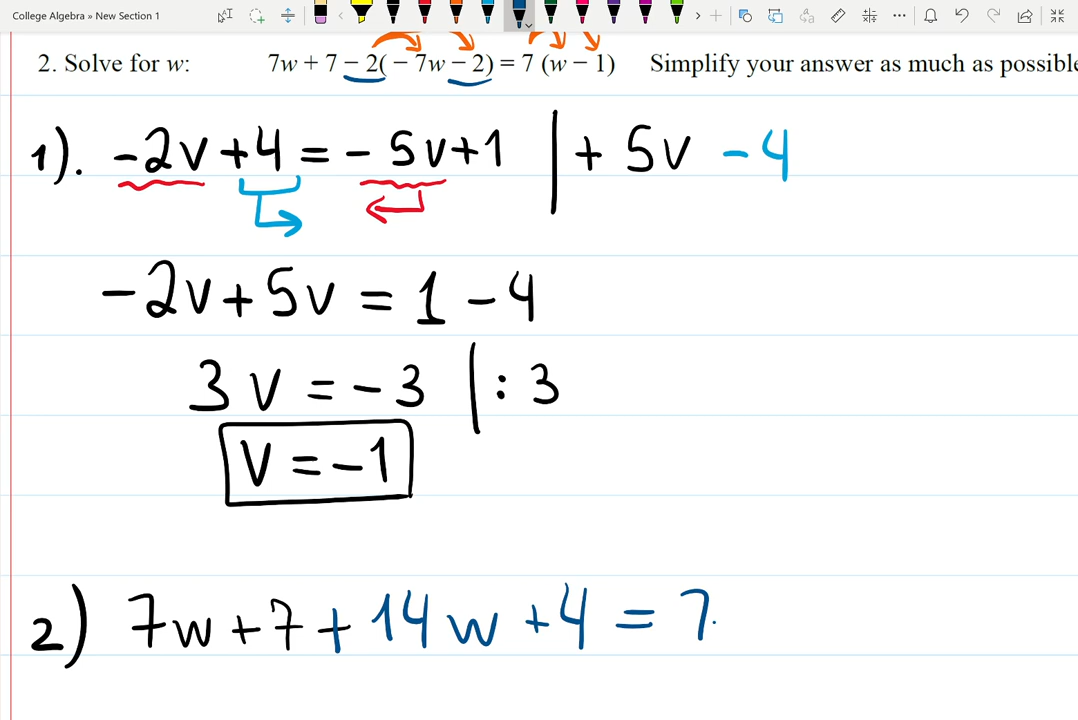 College Algebra » New Section 1
2. Solve for w: 7w + 7 − 2(− 7w − 2) = 7 (w − 1) Simplify your answer as much as possible
1). -2v+4 = - 5v+1 | + 5v - 4
-2v+5v = 1 - 4
3v = -3 | : 3
v = -1
2) 7w+7+14w+4 = 7